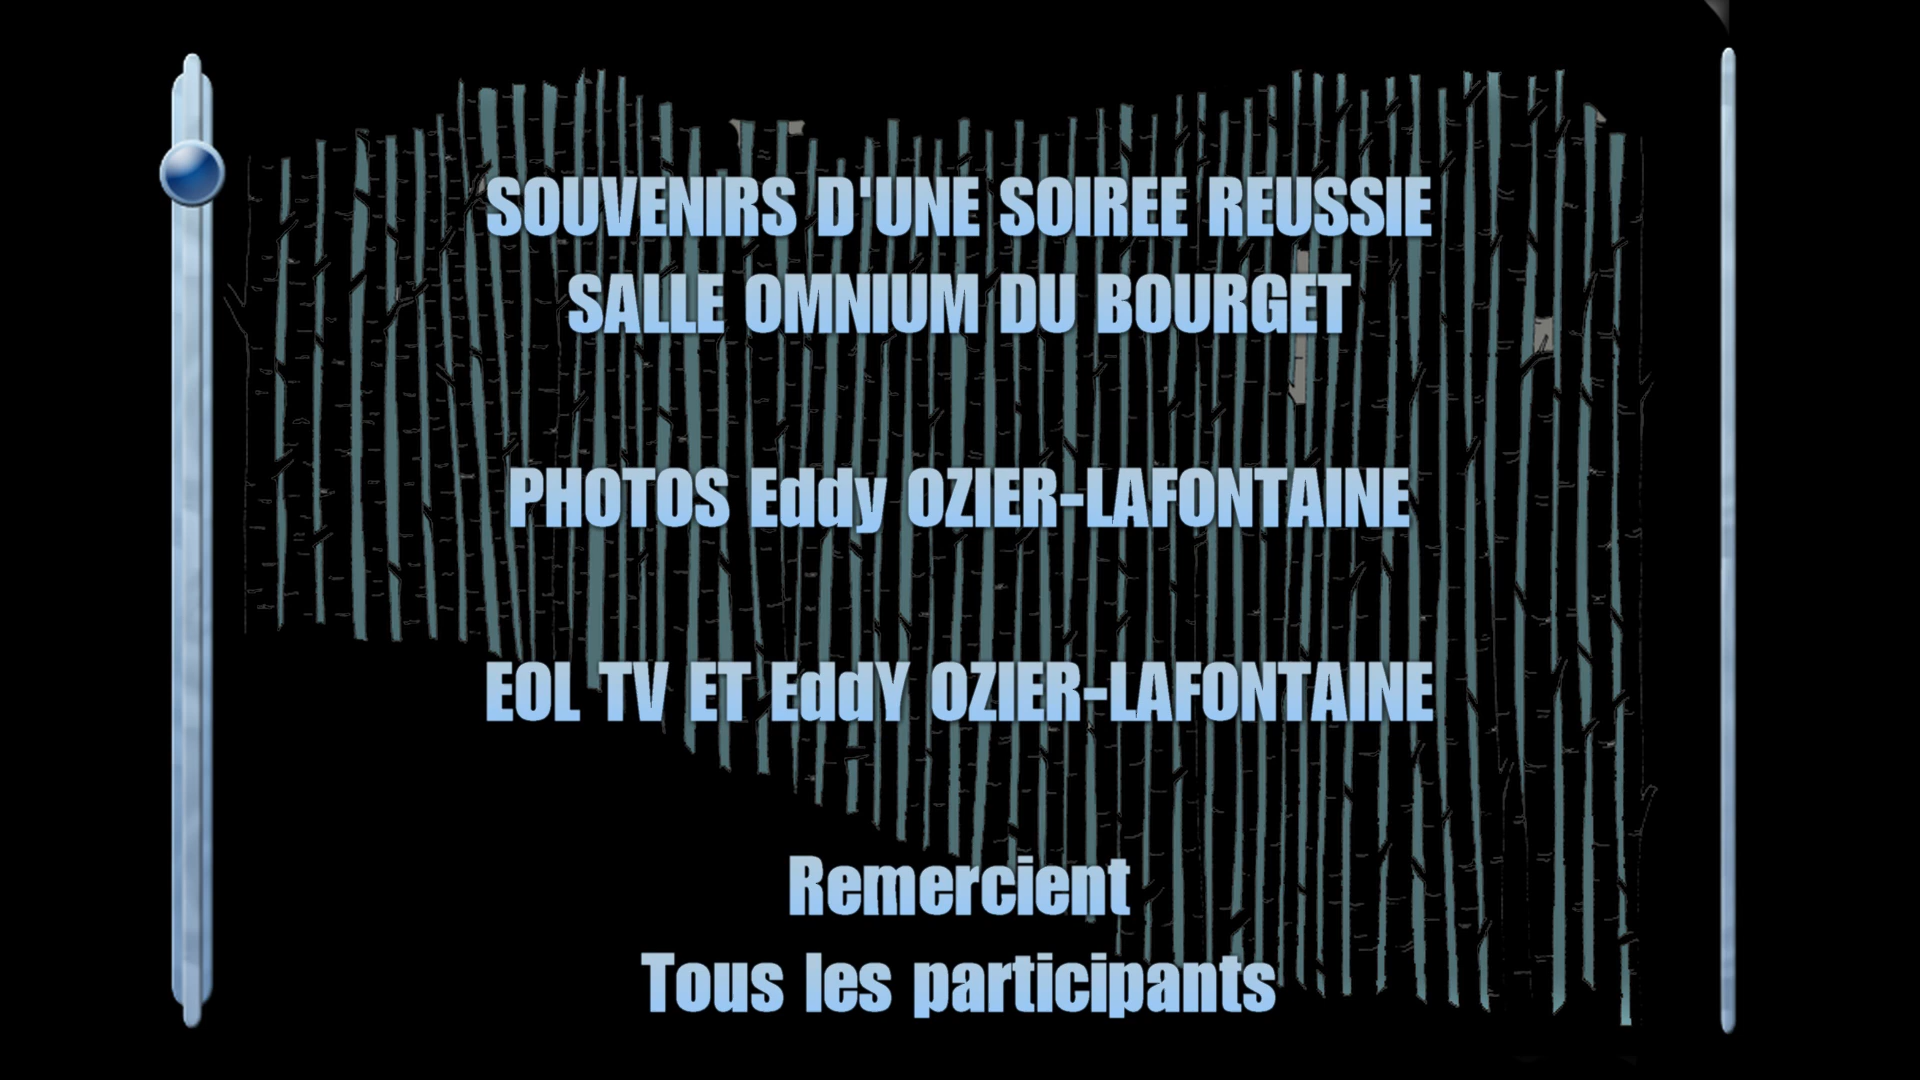 SOUVENIRS D'UNE SOIREE REUSSIE
SALLE OMNIUM DU BOURGET
PHOTOS Eddy OZIER-LAFONTAINE
EOL TV ET EddY OZIER-LAFONTAINE
Remercient
Tous les participants